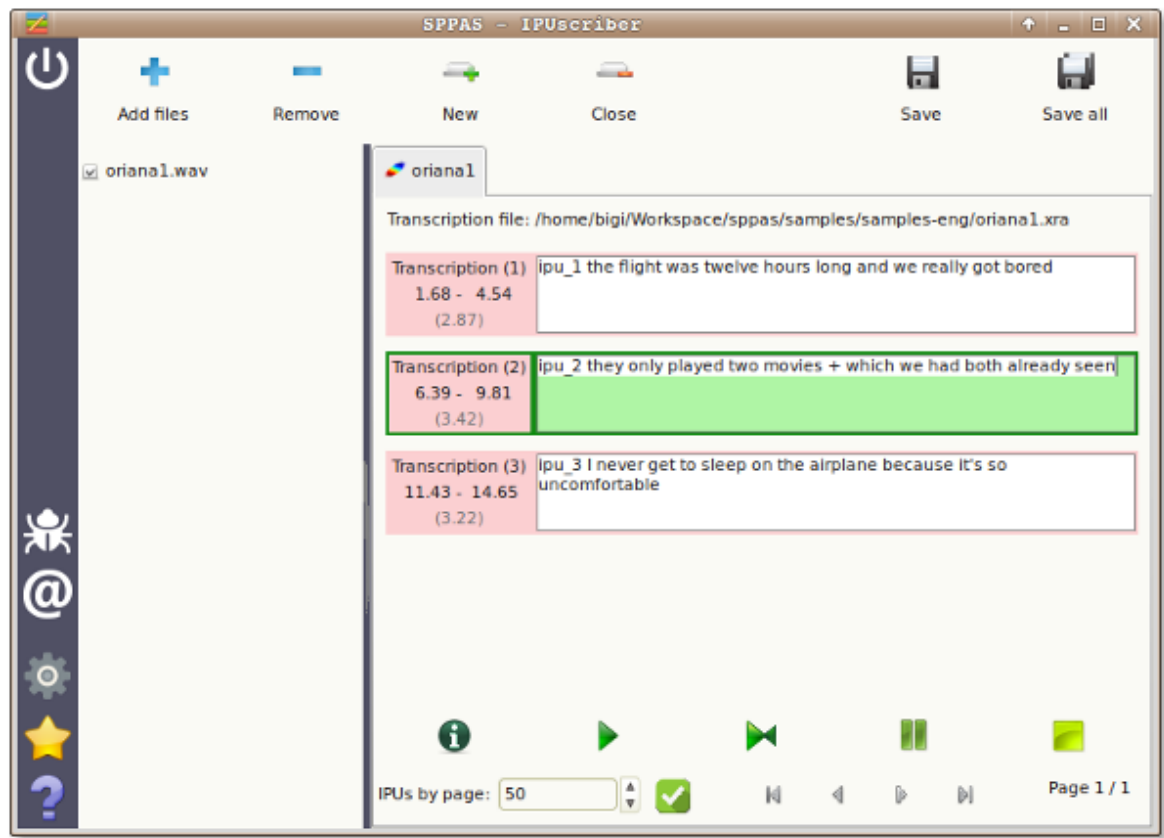 SPPAS - IPUscriber
Add files
Remove
New
Close
Save
Save all
oriana1.wav
oriana1
Transcription file: /home/bigi/Workspace/sppas/samples/samples-eng/oriana1.xra
Transcription (1)
1.68 - 4.54
(2.87)
ipu_1 the flight was twelve hours long and we really got bored
Transcription (2)
6.39 - 9.81
(3.42)
ipu_2 they only played two movies + which we had both already seen
Transcription (3)
11.43 - 14.65
(3.22)
ipu_3 I never get to sleep on the airplane because it's so
uncomfortable
IPUs by page: 50
Page 1 / 1